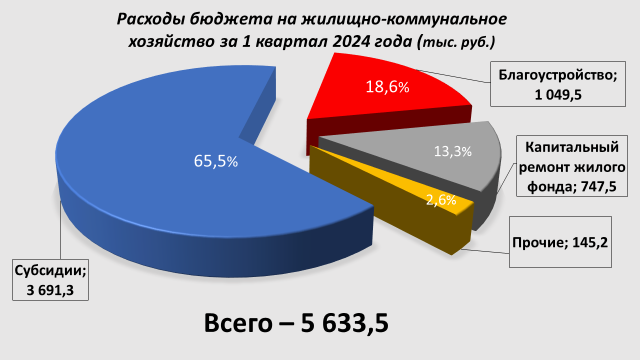 Расходы бюджета на жилищно-коммунальное
хозяйство за 1 квартал 2024 года (тыс. руб.)
18,6%
Благоустройство;
1 049,5
65,5%
13,3%
Капитальный
ремонт жилого
фонда; 747,5
2,6%
Прочие; 145,2
Субсидии;
3 691,3
Всего – 5 633,5